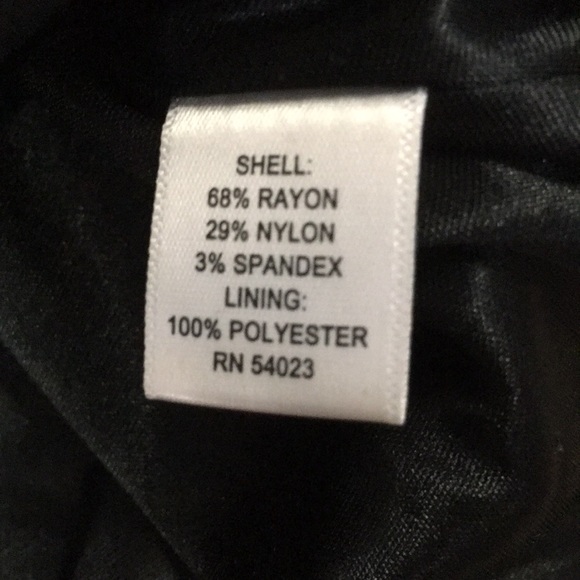 SHELL:
68% RAYON
29% NYLON
3% SPANDEX
LINING:
100% POLYESTER
RN 54023